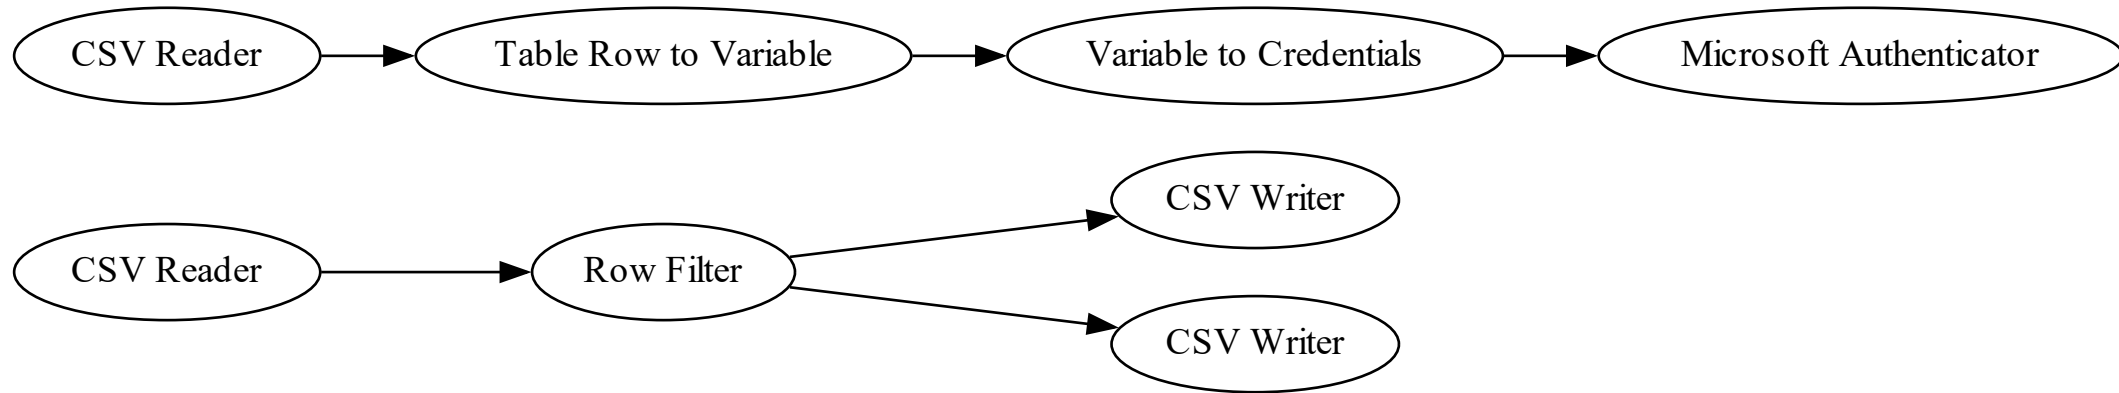 CSV Reader
Table Row to Variable
Variable to Credentials
Microsoft Authenticator
CSV Writer
CSV Reader
Row Filter
CSV Writer